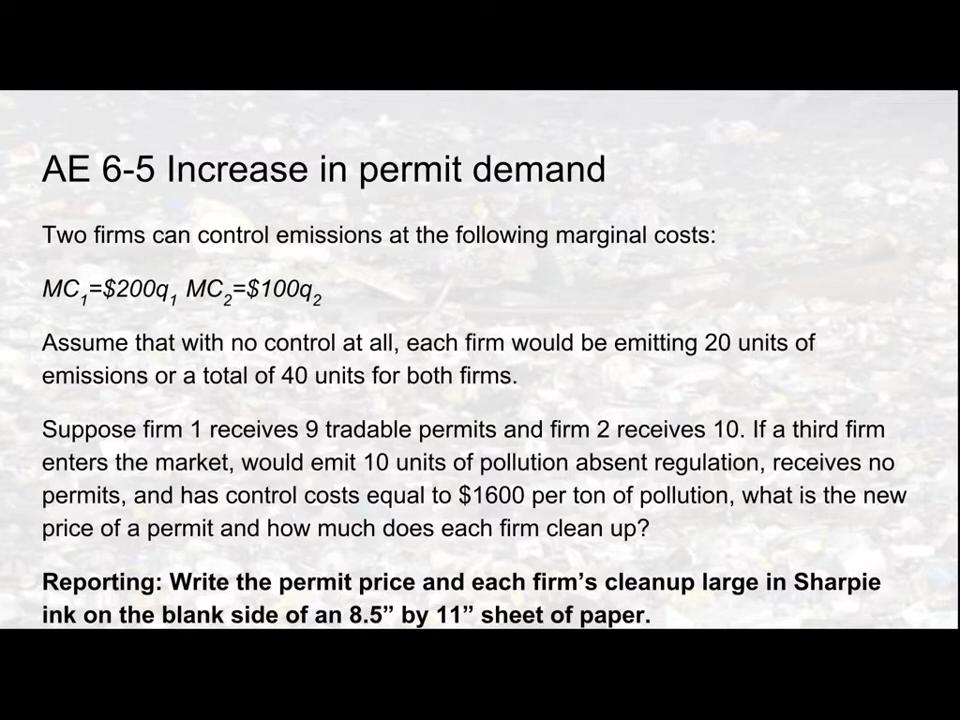 AE 6-5 Increase in permit demand
Two firms can control emissions at the following marginal costs:
MC1=$200q1 MC2=$100q2
Assume that with no control at all, each firm would be emitting 20 units of
emissions or a total of 40 units for both firms.
Suppose firm 1 receives 9 tradable permits and firm 2 receives 10. If a third firm
enters the market, would emit 10 units of pollution absent regulation, receives no
permits, and has control costs equal to $1600 per ton of pollution, what is the new
price of a permit and how much does each firm clean up?
Reporting: Write the permit price and each firm’s cleanup large in Sharpie
ink on the blank side of an 8.5” by 11” sheet of paper.